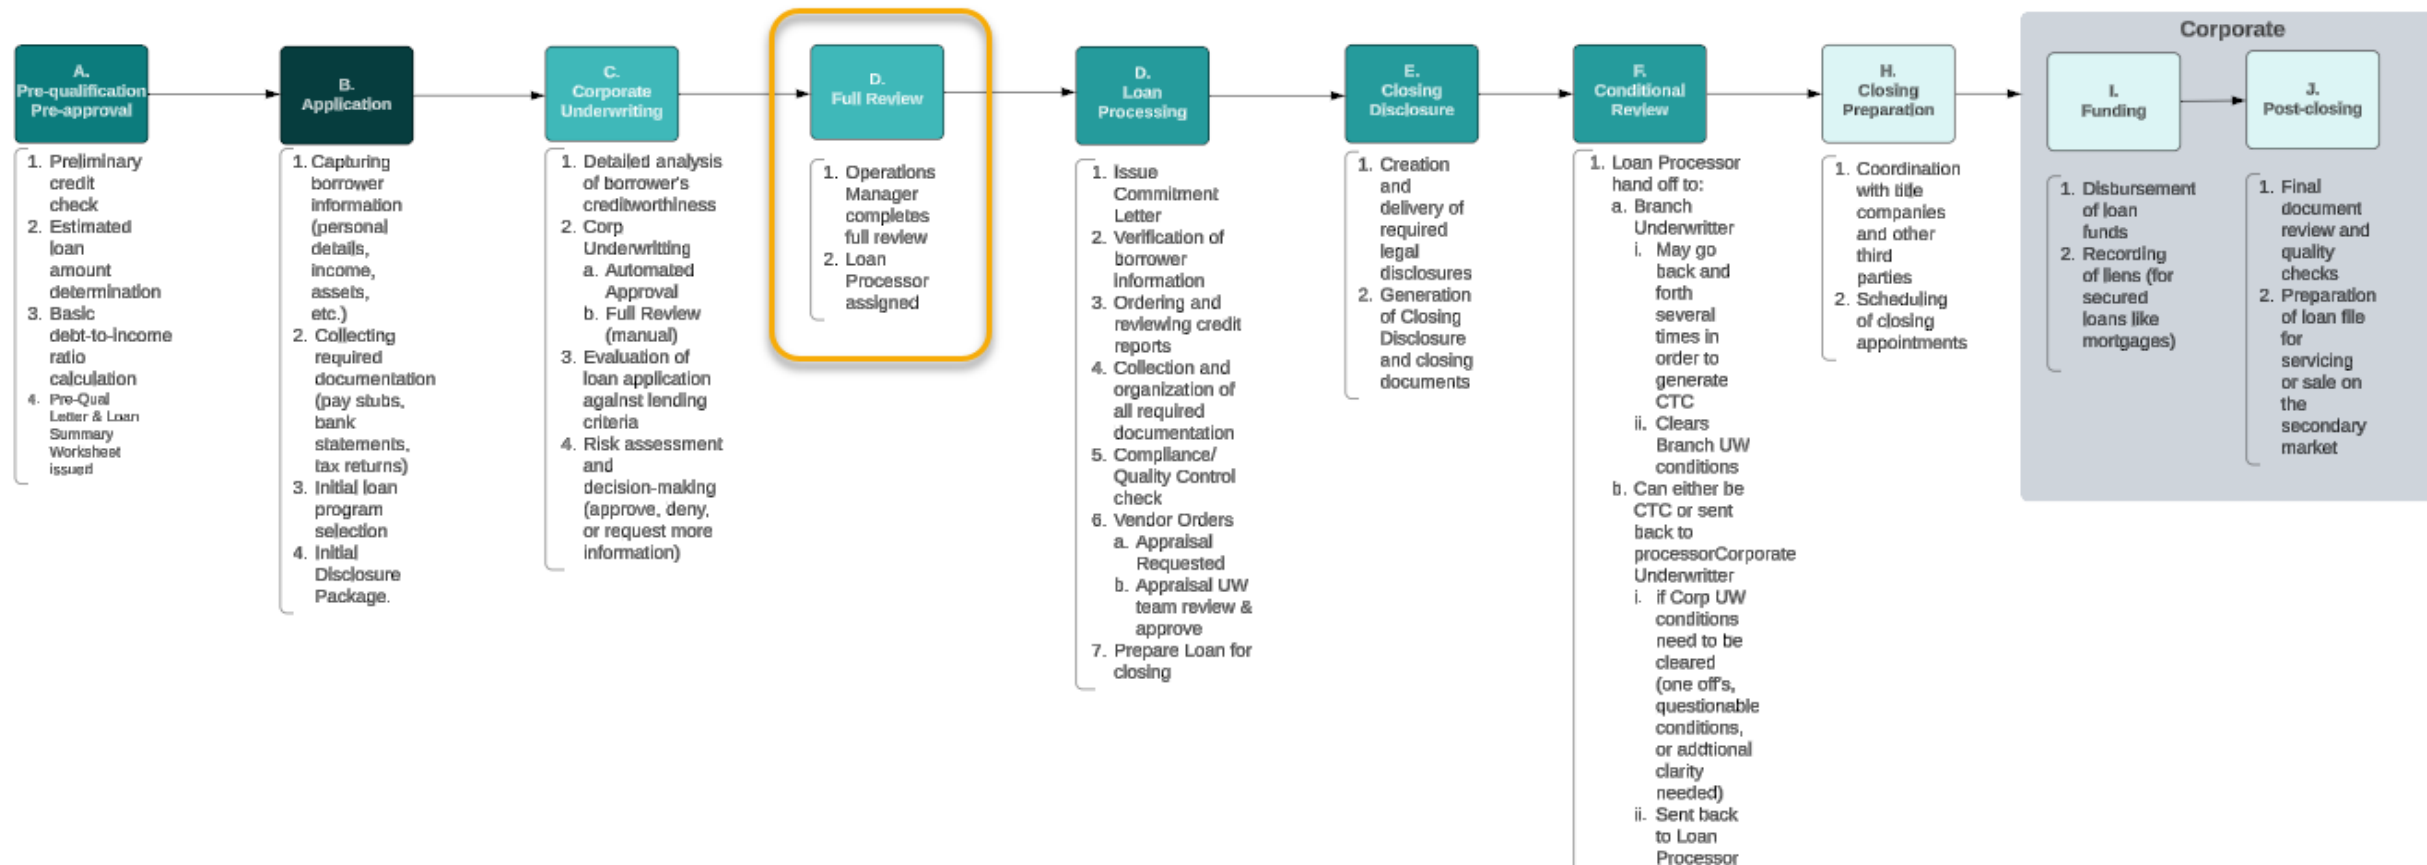 Corporate
A.
Pre-qualification
Pre-approval
1. Preliminary
credit
check
2. Estimated
loan
amount
determination
3. Basic
debt-to-income
ratio
calculation
4. Pre-Qual
Letter & Loan
Summary
Worksheet
issued
B.
Application
1. Capturing
borrower
information
(personal
details,
income,
assets,
etc.)
2. Collecting
required
documentation
(pay stubs,
bank
statements,
tax returns)
3. Initial loan
program
selection
4. Initial
Disclosure
Package.
C.
Corporate
Underwriting
1. Detailed analysis
of borrower's
creditworthiness
2. Corp
Underwritting
a. Automated
Approval
b. Full Review
(manual)
3. Evaluation of
loan application
against lending
criteria
4. Risk assessment
and
decision-making
(approve, deny,
or request more
information)
D.
Full Review
1. Operations
Manager
completes
full review
2. Loan
Processor
assigned
D.
Loan
Processing
1. Issue
Commitment
Letter
2. Verification of
borrower
information
3. Ordering and
reviewing credit
reports
4. Collection and
organization of
all required
documentation
5. Compliance/
Quality Control
check
6. Vendor Orders
a. Appraisal
Requested
b. Appraisal UW
team review &
approve
7. Prepare Loan for
closing
E.
Closing
Disclosure
1. Creation
and
delivery of
required
legal
disclosures
2. Generation
of Closing
Disclosure
and closing
documents
F.
Conditional
Review
1. Loan Processor
hand off to:
a. Branch
Underwritter
i. May go
back and
forth
several
times in
order to
generate
CTC
ii. Clears
Branch UW
conditions
b. Can either be
CTC or sent
back to
processorCorporate
Underwritter
i. if Corp UW
conditions
need to be
cleared
(one off's,
questionable
conditions,
or addtional
clarity
needed)
ii. Sent back
to Loan
Processor
H.
Closing
Preparation
1. Coordination
with title
companies
and other
third
parties
2. Scheduling
of closing
appointments
I.
Funding
1. Disbursement
of loan
funds
2. Recording
of liens (for
secured
loans like
mortgages)
J.
Post-closing
1. Final
document
review and
quality
checks
2. Preparation
of loan file
for
servicing
or sale on
the
secondary
market